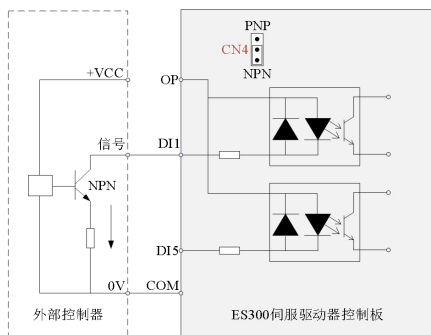 PNP
CN4
NPN
+VCC
OP
信号
DI1
NPN
DI5
0V
COM
外部控制器
ES300伺服驱动器控制板